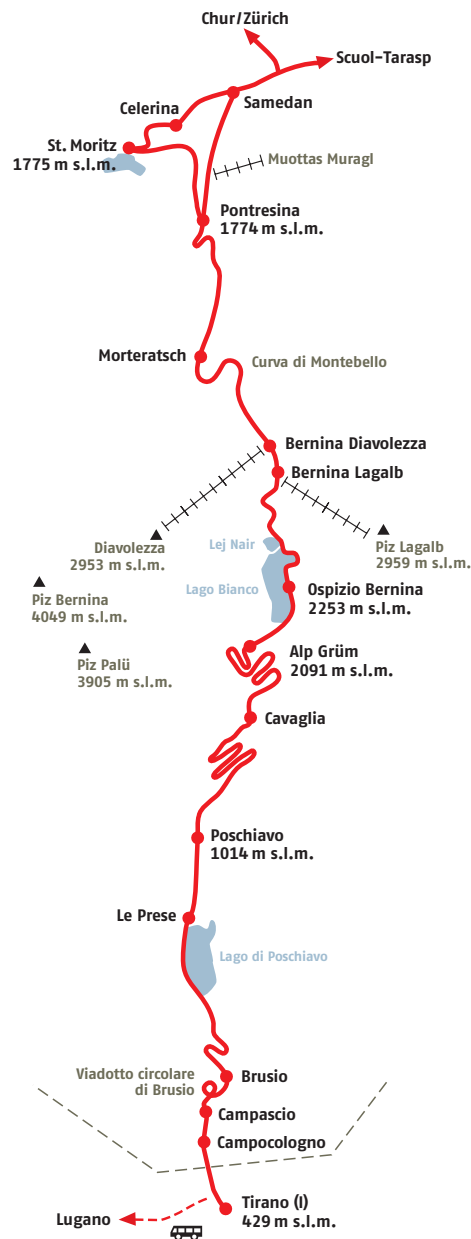 Chur/Zürich
Scuol-Tarasp
Samedan
Celerina
St. Moritz
1775 m s.l.m.
Muottas Muragl
Pontresina
1774 m s.l.m.
Morteratsch
Curva di Montebello
Bernina Diavolezza
Bernina Lagalb
Diavolezza
2953 m s.l.m.
Lej Nair
Piz Lagalb
2959 m s.l.m.
Piz Bernina
4049 m s.l.m.
Lago Bianco
Ospizio Bernina
2253 m s.l.m.
Piz Palü
3905 m s.l.m.
Alp Grüm
2091 m s.l.m.
Cavaglia
Poschiavo
1014 m s.l.m.
Le Prese
Lago di Poschiavo
Viadotto circolare
di Brusio
Brusio
Campascio
Campocologno
Tirano (I)
429 m s.l.m.
Lugano